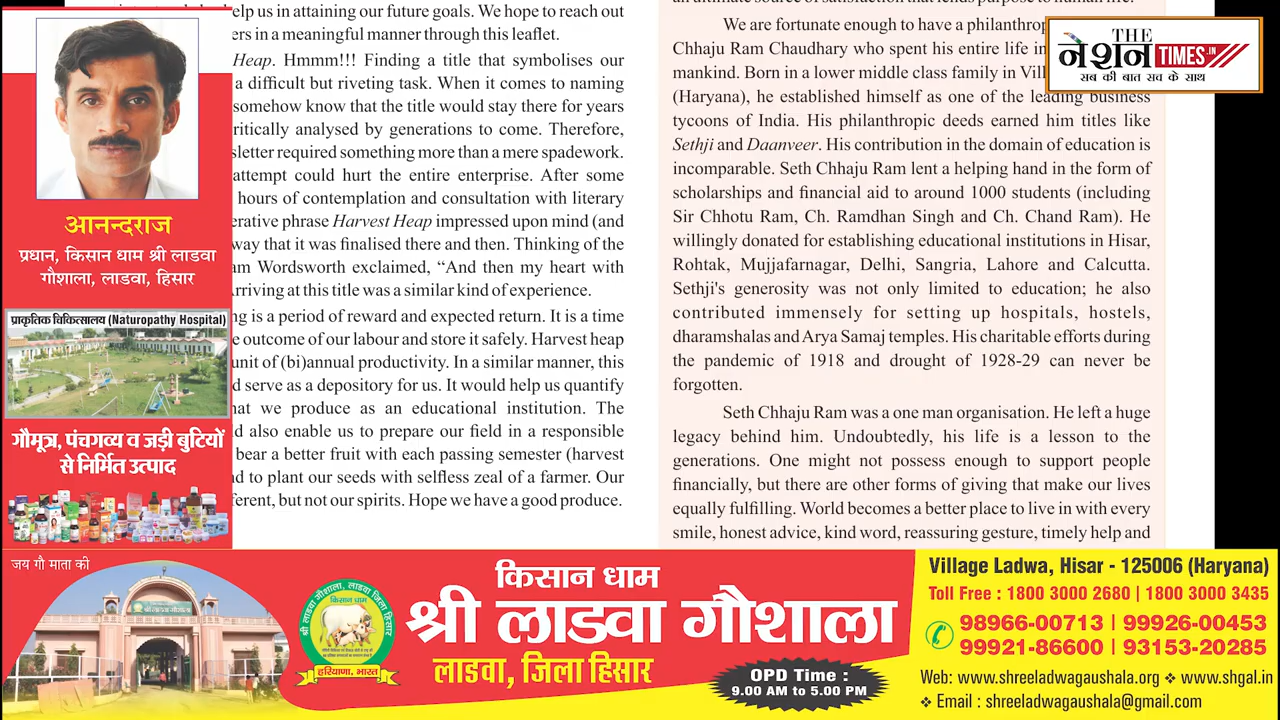 help us in attaining our future goals. We hope to reach out
ers in a meaningful manner through this leaflet.
Heap. Hmmm!!! Finding a title that symbolises our
a difficult but riveting task. When it comes to naming
somehow know that the title would stay there for years
ritically analysed by generations to come. Therefore,
sletter required something more than a mere spadework.
attempt could hurt the entire enterprise. After some
hours of contemplation and consultation with literary
erative phrase Harvest Heap impressed upon mind (and
way that it was finalised there and then. Thinking of the
am Wordsworth exclaimed, “And then my heart with
Arriving at this title was a similar kind of experience.
ng is a period of reward and expected return. It is a time
e outcome of our labour and store it safely. Harvest heap
unit of (bi)annual productivity. In a similar manner, this
d serve as a depository for us. It would help us quantify
hat we produce as an educational institution. The
d also enable us to prepare our field in a responsible
bear a better fruit with each passing semester (harvest
nd to plant our seeds with selfless zeal of a farmer. Our
ferent, but not our spirits. Hope we have a good produce.
an ultimate source of satisfaction that lends purpose to human life.
We are fortunate enough to have a philanthrop
Chhaju Ram Chaudhary who spent his entire life in
mankind. Born in a lower middle class family in Vill
(Haryana), he established himself as one of the leading business
tycoons of India. His philanthropic deeds earned him titles like
Sethji and Daanveer. His contribution in the domain of education is
incomparable. Seth Chhaju Ram lent a helping hand in the form of
scholarships and financial aid to around 1000 students (including
Sir Chhotu Ram, Ch. Randhan Singh and Ch. Chand Ram). He
willingly donated for establishing educational institutions in Hisar,
Rohtak, Mujjafarnagar, Delhi, Sangria, Lahore and Calcutta.
Sethji's generosity was not only limited to education; he also
contributed immensely for setting up hospitals, hostels,
dharamshalas and Arya Samaj temples. His charitable efforts during
the pandemic of 1918 and drought of 1928-29 can never be
forgotten.
Seth Chhaju Ram was a one man organisation. He left a huge
legacy behind him. Undoubtedly, his life is a lesson to the
generations. One might not possess enough to support people
financially, but there are other forms of giving that make our lives
equally fulfilling. World becomes a better place to live in with every
smile, honest advice, kind word, reassuring gesture, timely help and
THE
नेशन TIMES.IN
सब की बात सच के साथ
आनन्दराज
प्रधान, किसान धाम श्री लाडवा
गौशाला, लाडवा, हिसार
प्राकृतिक चिकित्सालय (Naturopathy Hospital)
गौमूत्र, पंचगव्य व जड़ी बुटियों
से निर्मित उत्पाद
जय गौ माता की
श्री लाडवा गौशाला, लाडवा जिला हिसार
किसान धाम
हरियाणा, भारत
किसान धाम
श्री लाडवा गौशाला
लाडवा, जिला हिसार
OPD Time :
9.00 AM to 5.00 PM
Village Ladwa, Hisar - 125006 (Haryana)
Toll Free : 1800 3000 2680 | 1800 3000 3435
98966-00713 | 99926-00453
99921-86600 | 93153-20285
Web: www.shreeladwagaushala.org ❖ www.shgal.in
❖ Email : shreeladwagaushala@gmail.com